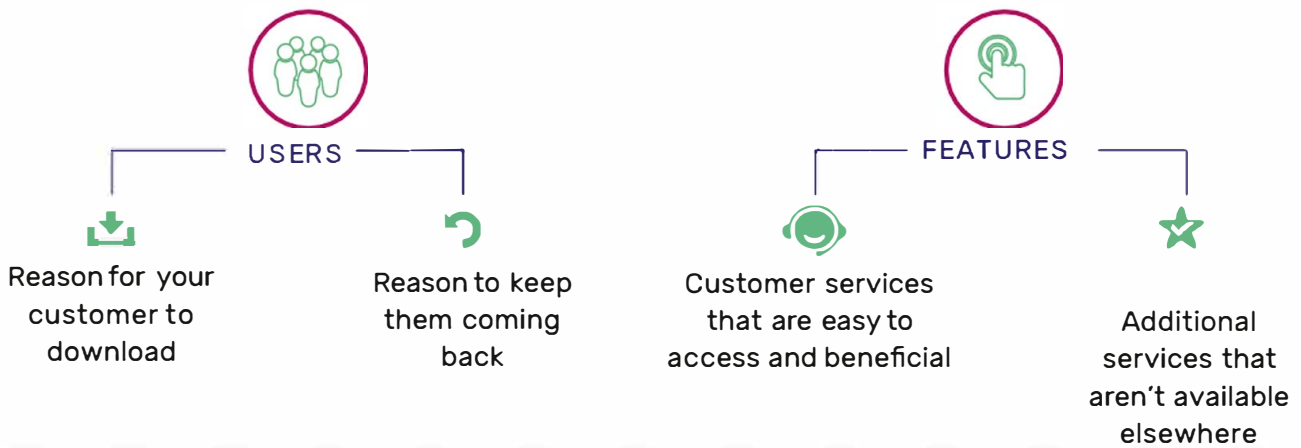 USERS
FEATURES
Reason for your
customer to
download
Reason to keep
them coming
back
Customer services
that are easy to
access and beneficial
Additional
services that
aren't available
elsewhere